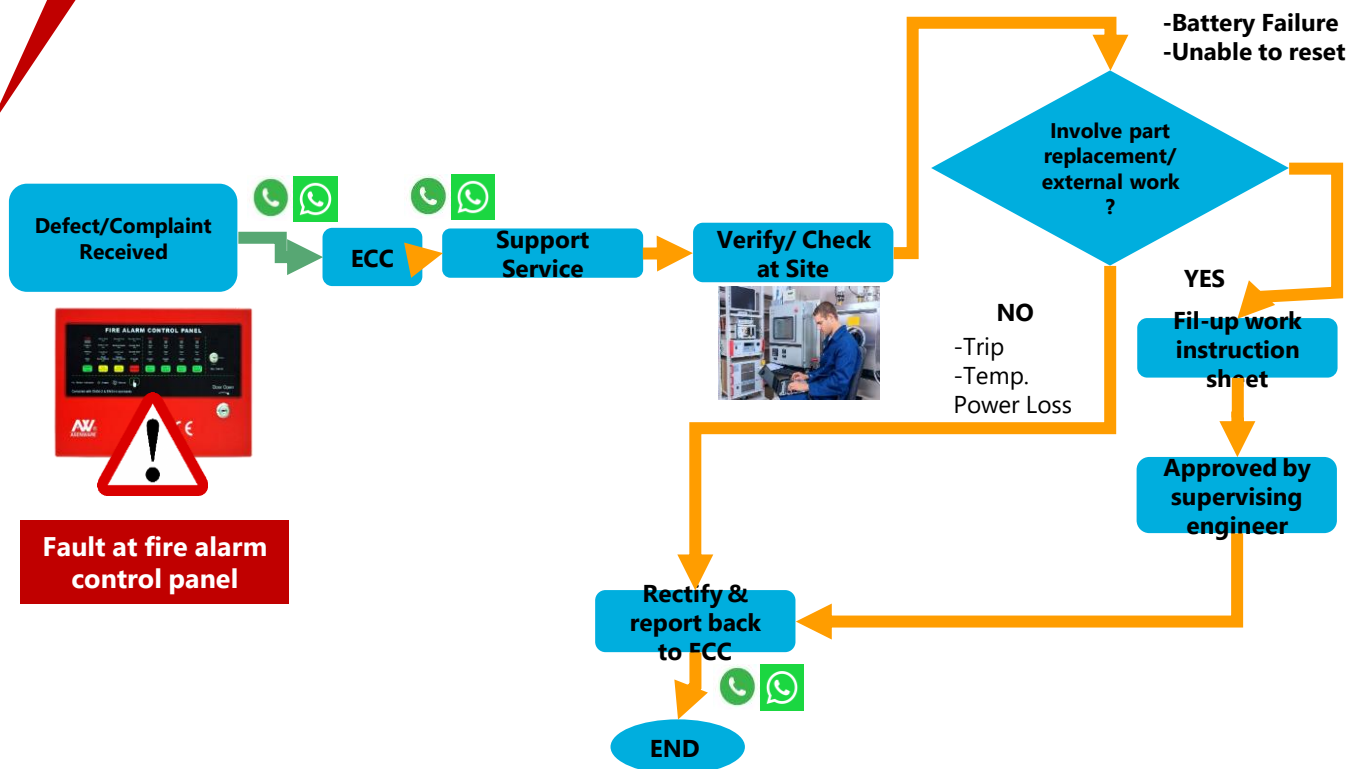 -Battery Failure
-Unable to reset
Involve part
replacement/
external work
?
Defect/Complaint
Received
ECC
Support
Service
Verify/ Check
at Site
YES
NO
-Trip
-Temp.
Power Loss
Fil-up work
instruction
sheet
FIRE ALARM CONTROL PANEL
AW
CE
Approved by
supervising
engineer
Fault at fire alarm
control panel
Rectify &
report back
to ECC
END